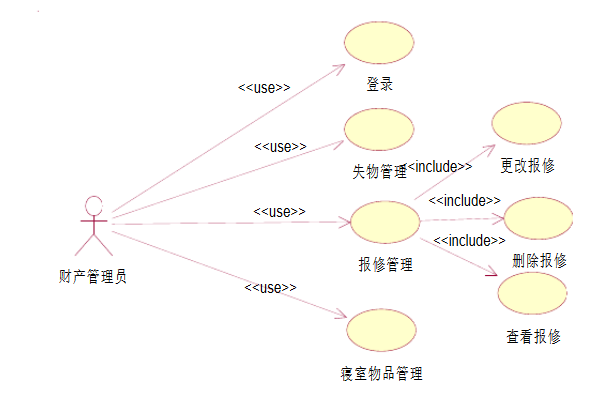 <<use>>
登录
<<use>>
失物管理
<<include>>
更改报修
<<include>>
<<use>>
报修管理
<<include>>
删除报修
财产管理员
<<use>>
查看报修
寝室物品管理